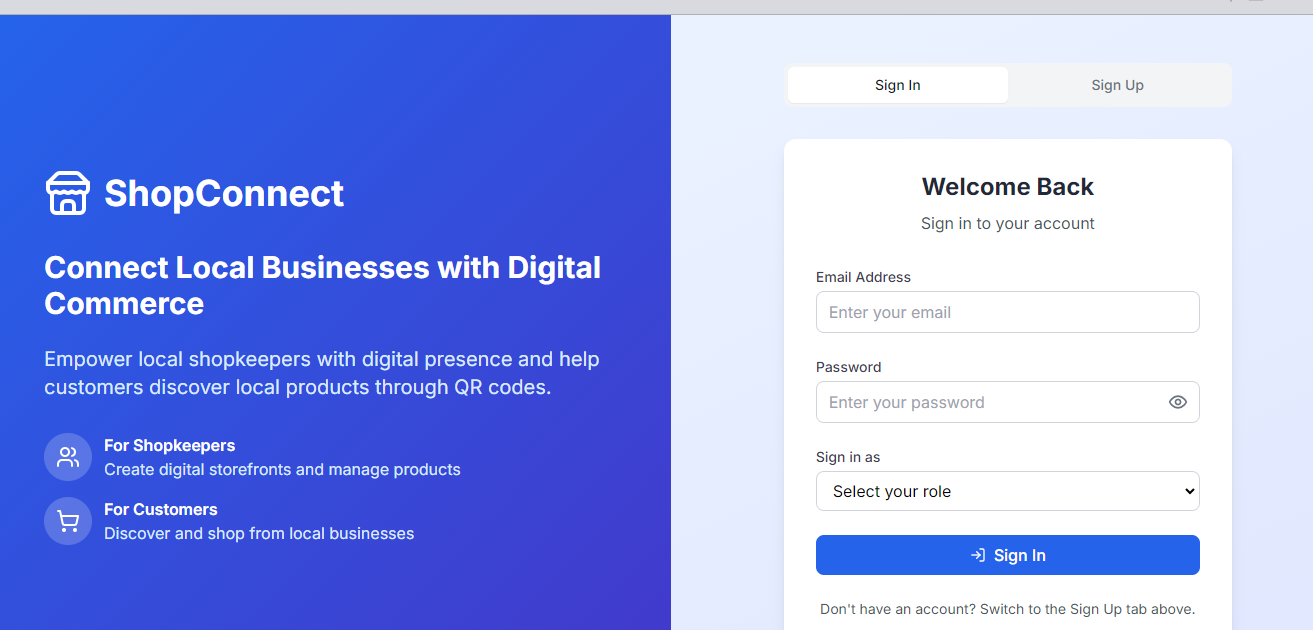 ShopConnect
Connect Local Businesses with Digital
Commerce
Empower local shopkeepers with digital presence and help
customers discover local products through QR codes.
For Shopkeepers
Create digital storefronts and manage products
For Customers
Discover and shop from local businesses
Sign In
Sign Up
Welcome Back
Sign in to your account
Email Address
Enter your email
Password
Enter your password
Sign in as
Select your role
Sign In
Don't have an account? Switch to the Sign Up tab above.